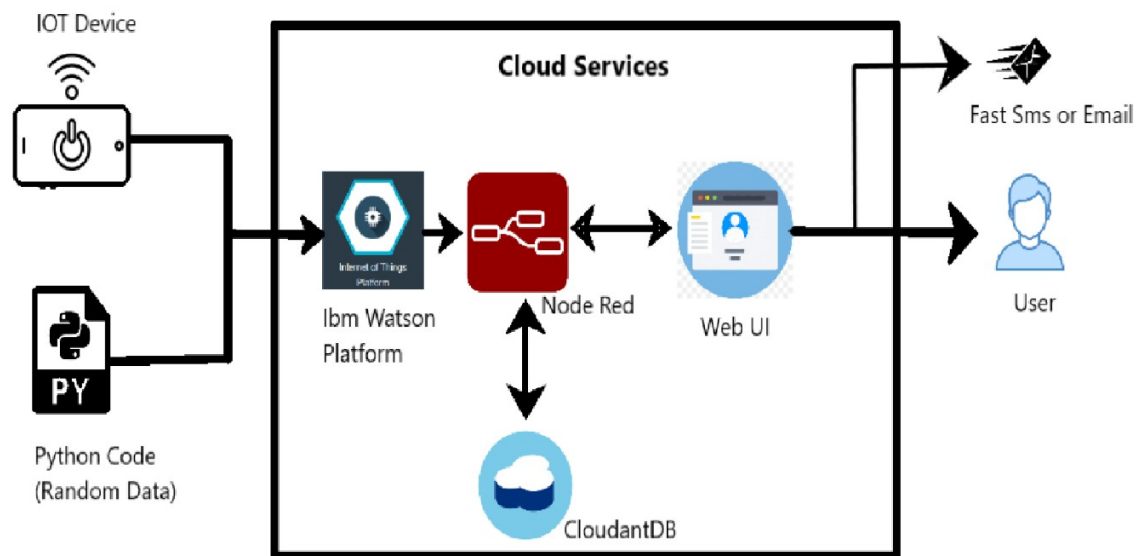 IOT Device
Cloud Services
Fast Sms or Email
Internet of Things
Platform
Ibm Watson
Platform
Node Red
Web UI
User
PY
Python Code
(Random Data)
CloudantDB